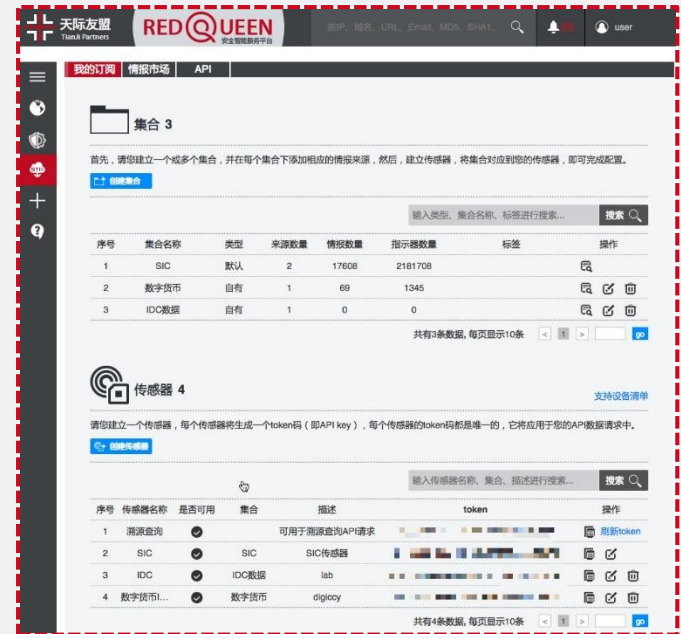 天际友盟
Tianji Partners
RED QUEEN
安全智能服务平台
按IP、域名、URL、Email、MD5、SHA1、
user
我的订阅 情报市场 API
集合 3
首先，请您建立一个或多个集合，并在每个集合下添加相应的情报来源，然后，建立传感器，将集合对应到您的传感器，即可完成配置。
创建集合
输入类型、集合名称、标签进行搜索... 搜索
序号 集合名称 类型 来源数量 情报数量 指示器数量 标签 操作
1 SIC 默认 2 17608 2181708
2 数字货币 自有 1 69 1345
3 IDC数据 自有 1 0 0
共有3条数据, 每页显示10条 < 1 > go
传感器 4
支持设备清单
请您建立一个传感器，每个传感器将生成一个token码（即API key），每个传感器的token码都是唯一的，它将应用于您的API数据请求中。
创建传感器
输入传感器名称、集合、描述进行搜索... 搜索
序号 传感器名称 是否可用 集合 描述 token 操作
1 溯源查询 可用于溯源查询API请求 刷新token
2 SIC SIC SIC传感器
3 IDC IDC数据 lab
4 数字货币I... 数字货币 digiccy
共有4条数据, 每页显示10条 < 1 > go